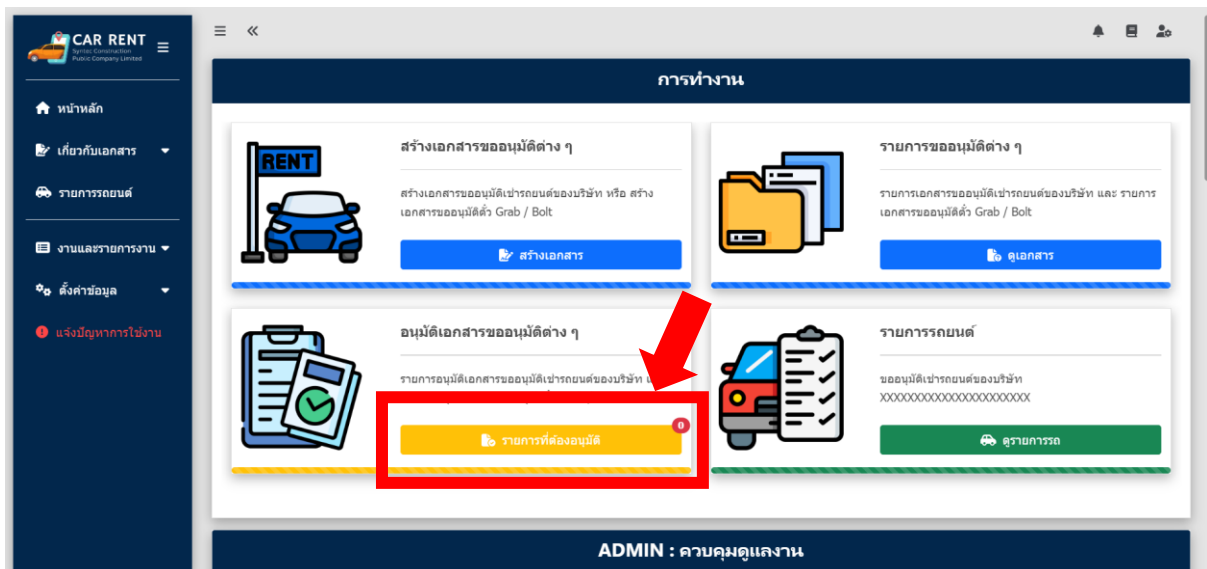 CAR RENT
Syntec Construction
Public Company Limited
หน้าหลัก
เกี่ยวกับเอกสาร
รายการรถยนต์
งานและรายการงาน
ตั้งค่าข้อมูล
แจ้งปัญหาการใช้งาน
การทำงาน
RENT
สร้างเอกสารขออนุมัติต่าง ๆ
สร้างเอกสารขออนุมัติเช่ารถยนต์ของบริษัท หรือ สร้าง
เอกสารขออนุมัติตั๋ว Grab / Bolt
สร้างเอกสาร
รายการขออนุมัติต่าง ๆ
รายการเอกสารขออนุมัติเช่ารถยนต์ของบริษัท และ รายการ
เอกสารขออนุมัติตั๋ว Grab / Bolt
ดูเอกสาร
อนุมัติเอกสารขออนุมัติต่าง ๆ
รายการอนุมัติเอกสารขออนุมัติเช่ารถยนต์ของบริษัท
0
รายการที่ต้องอนุมัติ
รายการรถยนต์
ขออนุมัติเช่ารถยนต์ของบริษัท
XXXXXXXXXXXXXXXXXXXXXXX
ดูรายการรถ
ADMIN : ควบคุมดูแลงาน